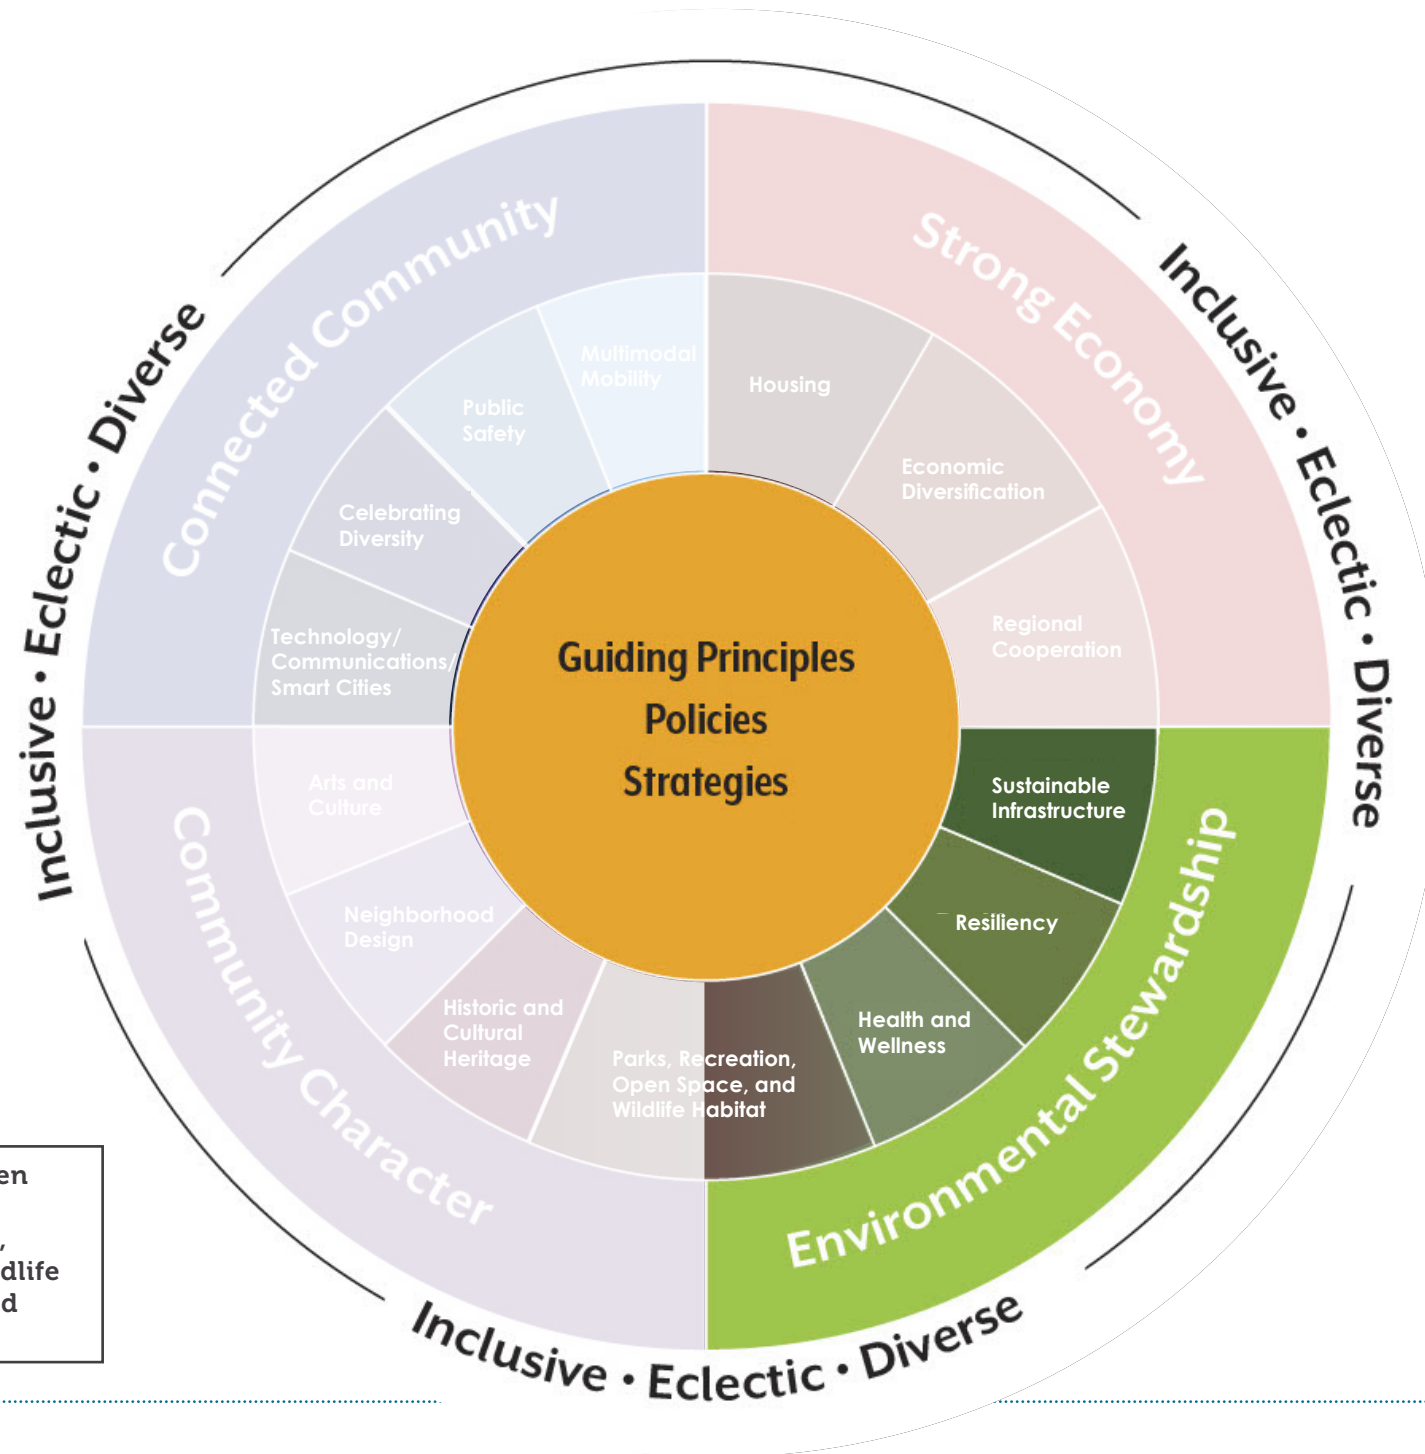 Inclusive • Eclectic • Diverse
Inclusive • Eclectic • Diverse
Inclusive • Eclectic • Diverse
Connected Community
Strong Economy
Community Character
Environmental Stewardship
Multimodal
Mobility
Public
Safety
Celebrating
Diversity
Technology/
Communications/
Smart Cities
Housing
Economic
Diversification
Regional
Cooperation
Guiding Principles
Policies
Strategies
Sustainable
Infrastructure
Resiliency
Health and
Wellness
Parks, Recreation,
Open Space, and
Wildlife Habitat
Historic and
Cultural
Heritage
Neighborhood
Design
Arts and
Culture
en
,
dlife
d